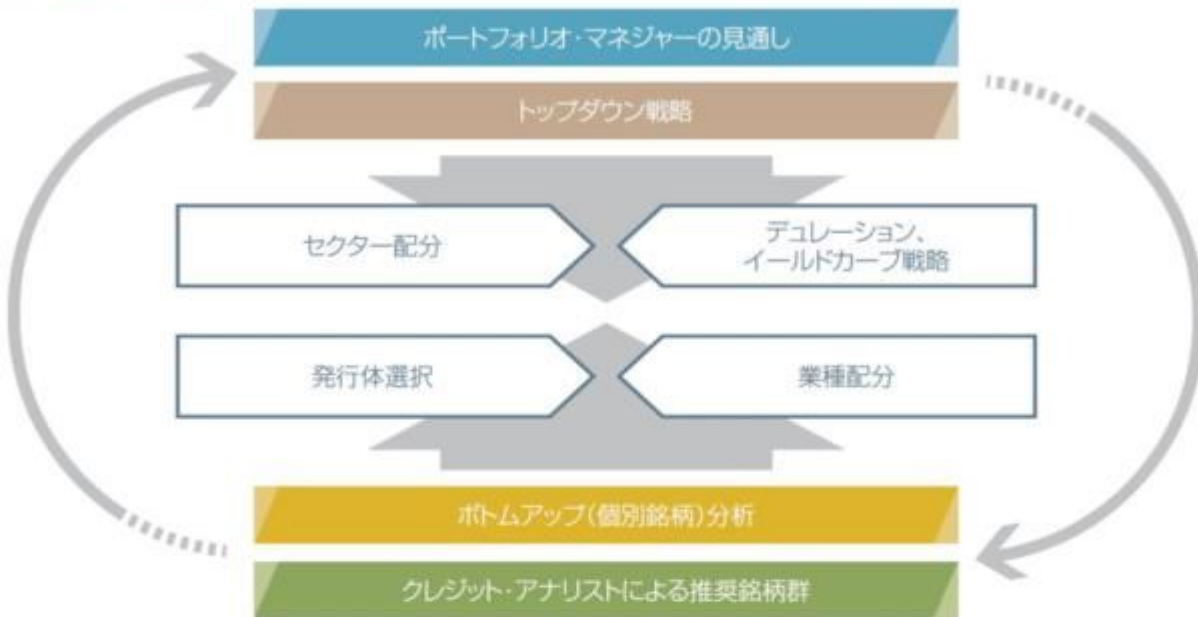 ポートフォリオ・マネジャーの見通し
トップダウン戦略
セクター配分
デュレーション、
イールドカーブ戦略
発行体選択
業種配分
ボトムアップ(個別銘柄)分析
クレジット・アナリストによる推奨銘柄群